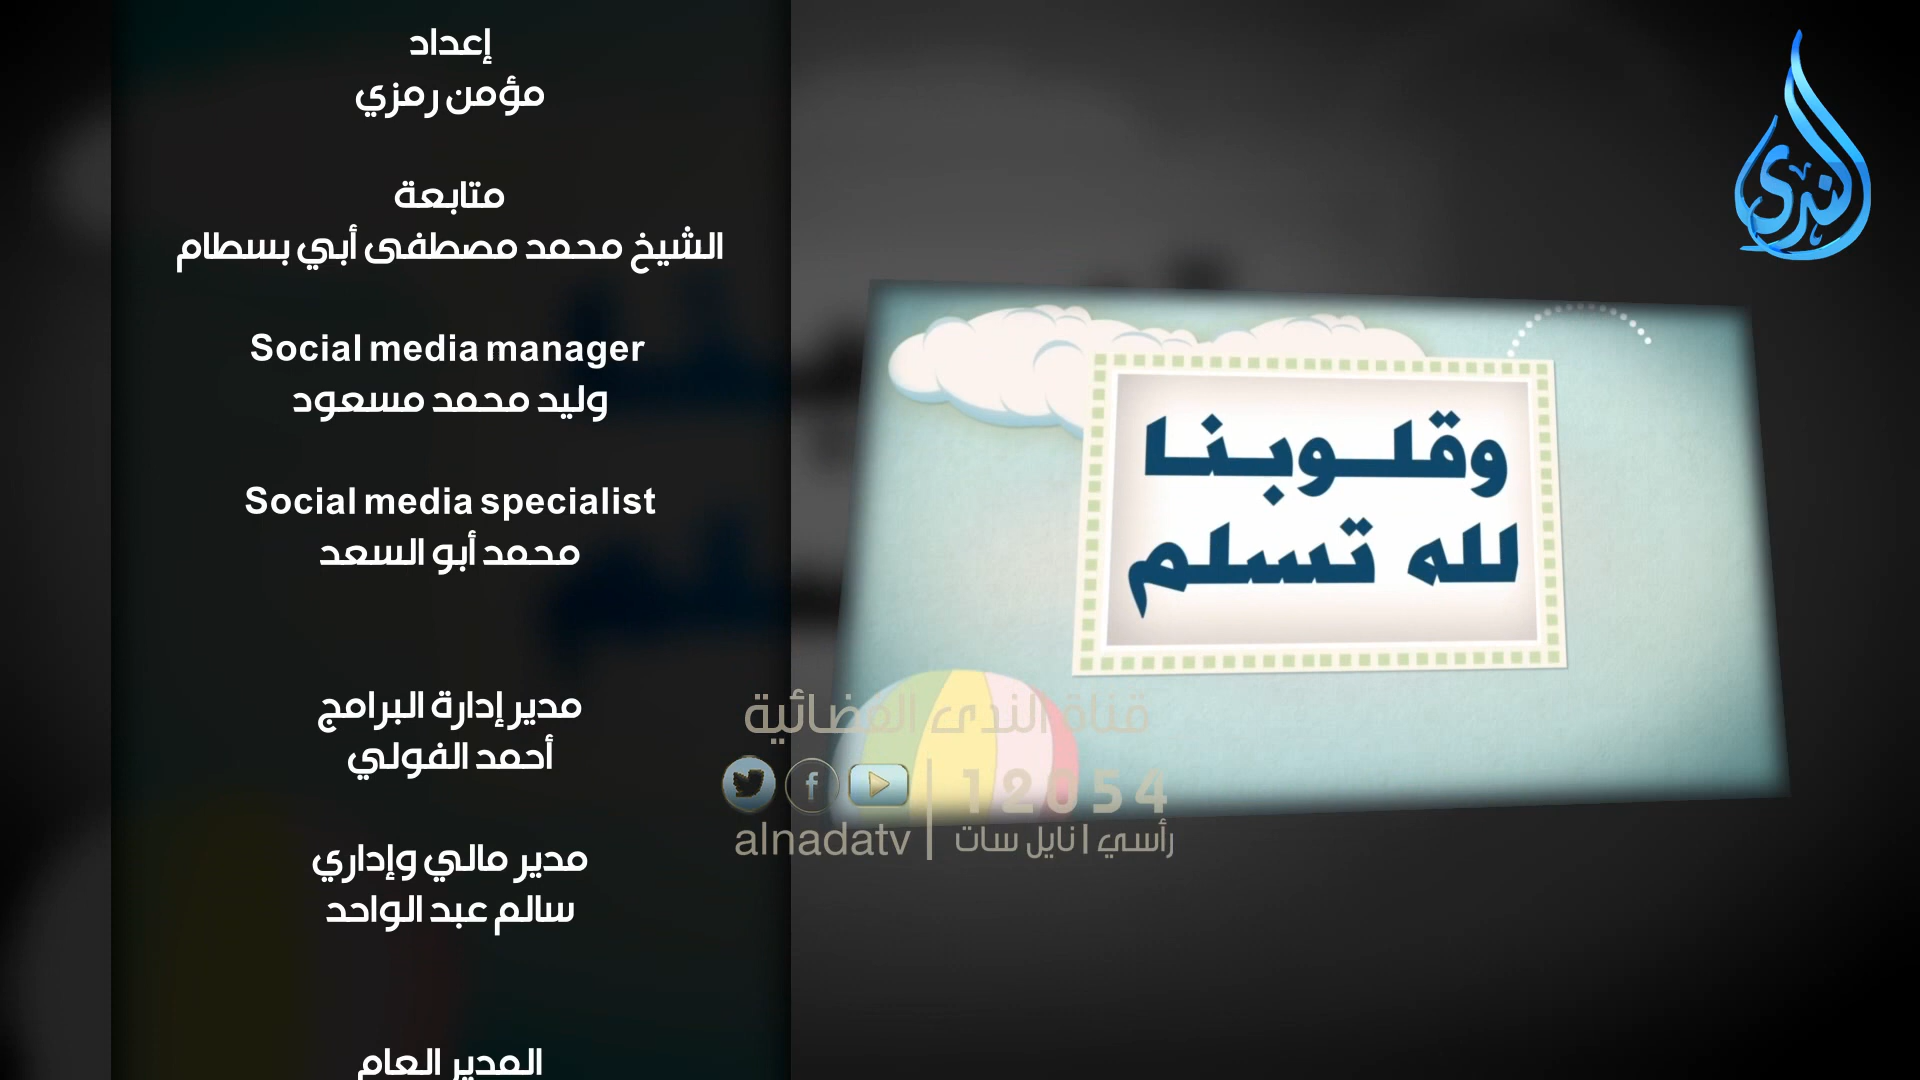 إعداد
مؤمن رمزي
متابعة
الشيخ محمد مصطفى أبي بسطام
Social media manager
وليد محمد مسعود
Social media specialist
محمد أبو السعد
مدير إدارة البرامج
أحمد الفولي
مدير مالي وإداري
سالم عبد الواحد
المدير العام
الندى
وقلوبنا
لله تسلم
قناة الندى الفضائية
12054
alnadatv | رأسي | نايل سات